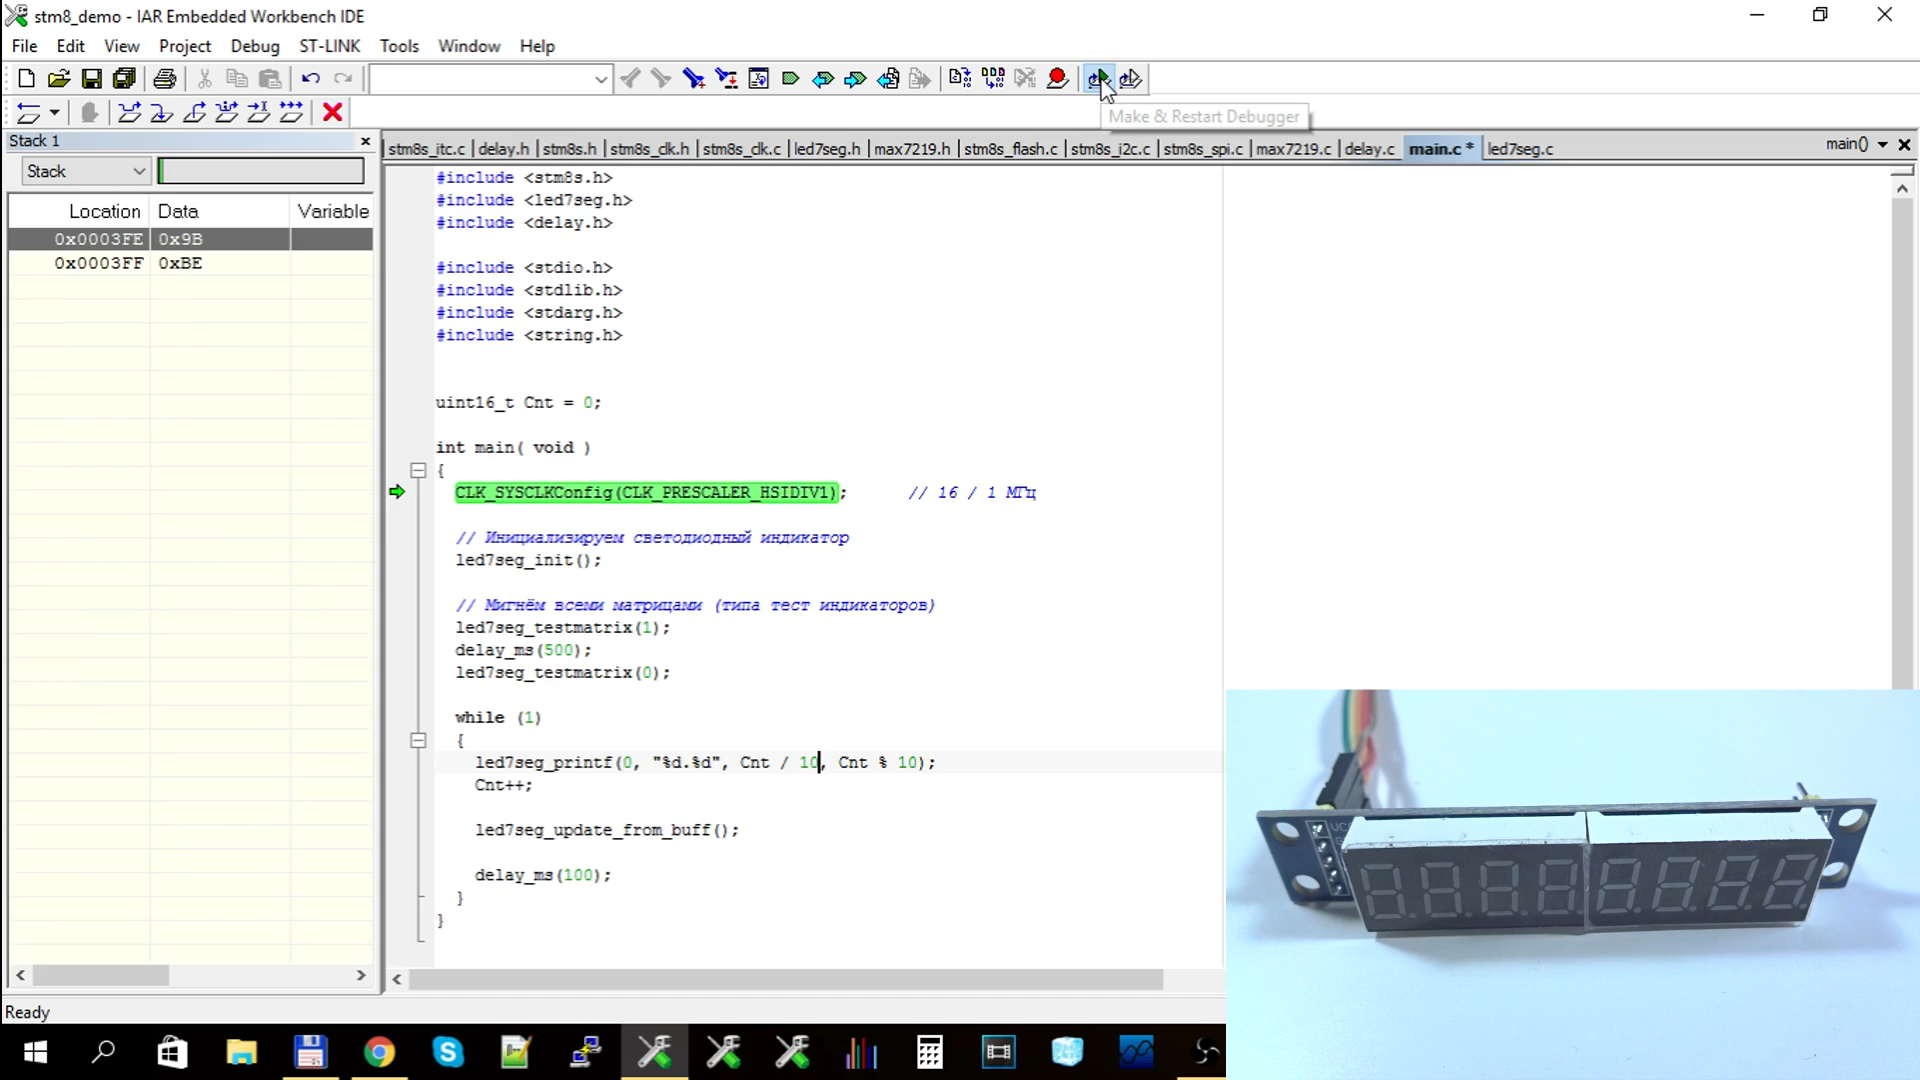 stm8_demo - IAR Embedded Workbench IDE
File Edit View Project Debug ST-LINK Tools Window Help
Make & Restart Debugger
Stack 1
stm8s_itc.c | delay.h | stm8s.h | stm8s_clk.h | stm8s_clk.c | led7seg.h | max7219.h | stm8s_flash.c | stm8s_i2c.c | stm8s_spi.c | max7219.c | delay.c | main.c * | led7seg.c
main()
Stack
Location Data Variable
0x0003FE 0x9B
0x0003FF 0xBE
#include <stm8s.h>
#include <led7seg.h>
#include <delay.h>
#include <stdio.h>
#include <stdlib.h>
#include <stdarg.h>
#include <string.h>
uint16_t Cnt = 0;
int main( void )
{
CLK_SYSCLKConfig(CLK_PRESCALER_HSIDIV1); // 16 / 1 МГц
// Инициализируем светодиодный индикатор
led7seg_init();
// Мигнём всеми матрицами (типа тест индикаторов)
led7seg_testmatrix(1);
delay_ms(500);
led7seg_testmatrix(0);
while (1)
{
led7seg_printf(0, "%d.%d", Cnt / 10, Cnt % 10);
Cnt++;
led7seg_update_from_buff();
delay_ms(100);
}
}
Ready